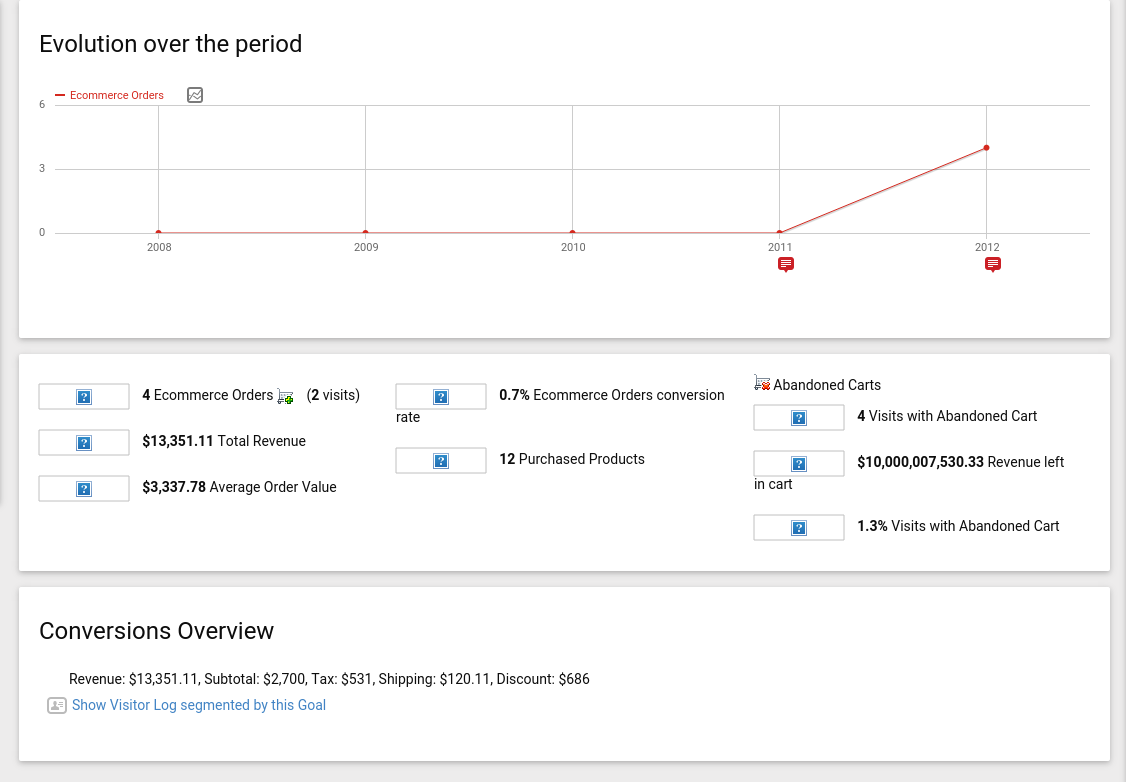 Evolution over the period
Ecommerce Orders
6
3
0
2008 2009 2010 2011 2012
4 Ecommerce Orders (2 visits)
$13,351.11 Total Revenue
$3,337.78 Average Order Value
0.7% Ecommerce Orders conversion
rate
12 Purchased Products
Abandoned Carts
4 Visits with Abandoned Cart
$10,000,007,530.33 Revenue left
in cart
1.3% Visits with Abandoned Cart
Conversions Overview
Revenue: $13,351.11, Subtotal: $2,700, Tax: $531, Shipping: $120.11, Discount: $686
Show Visitor Log segmented by this Goal